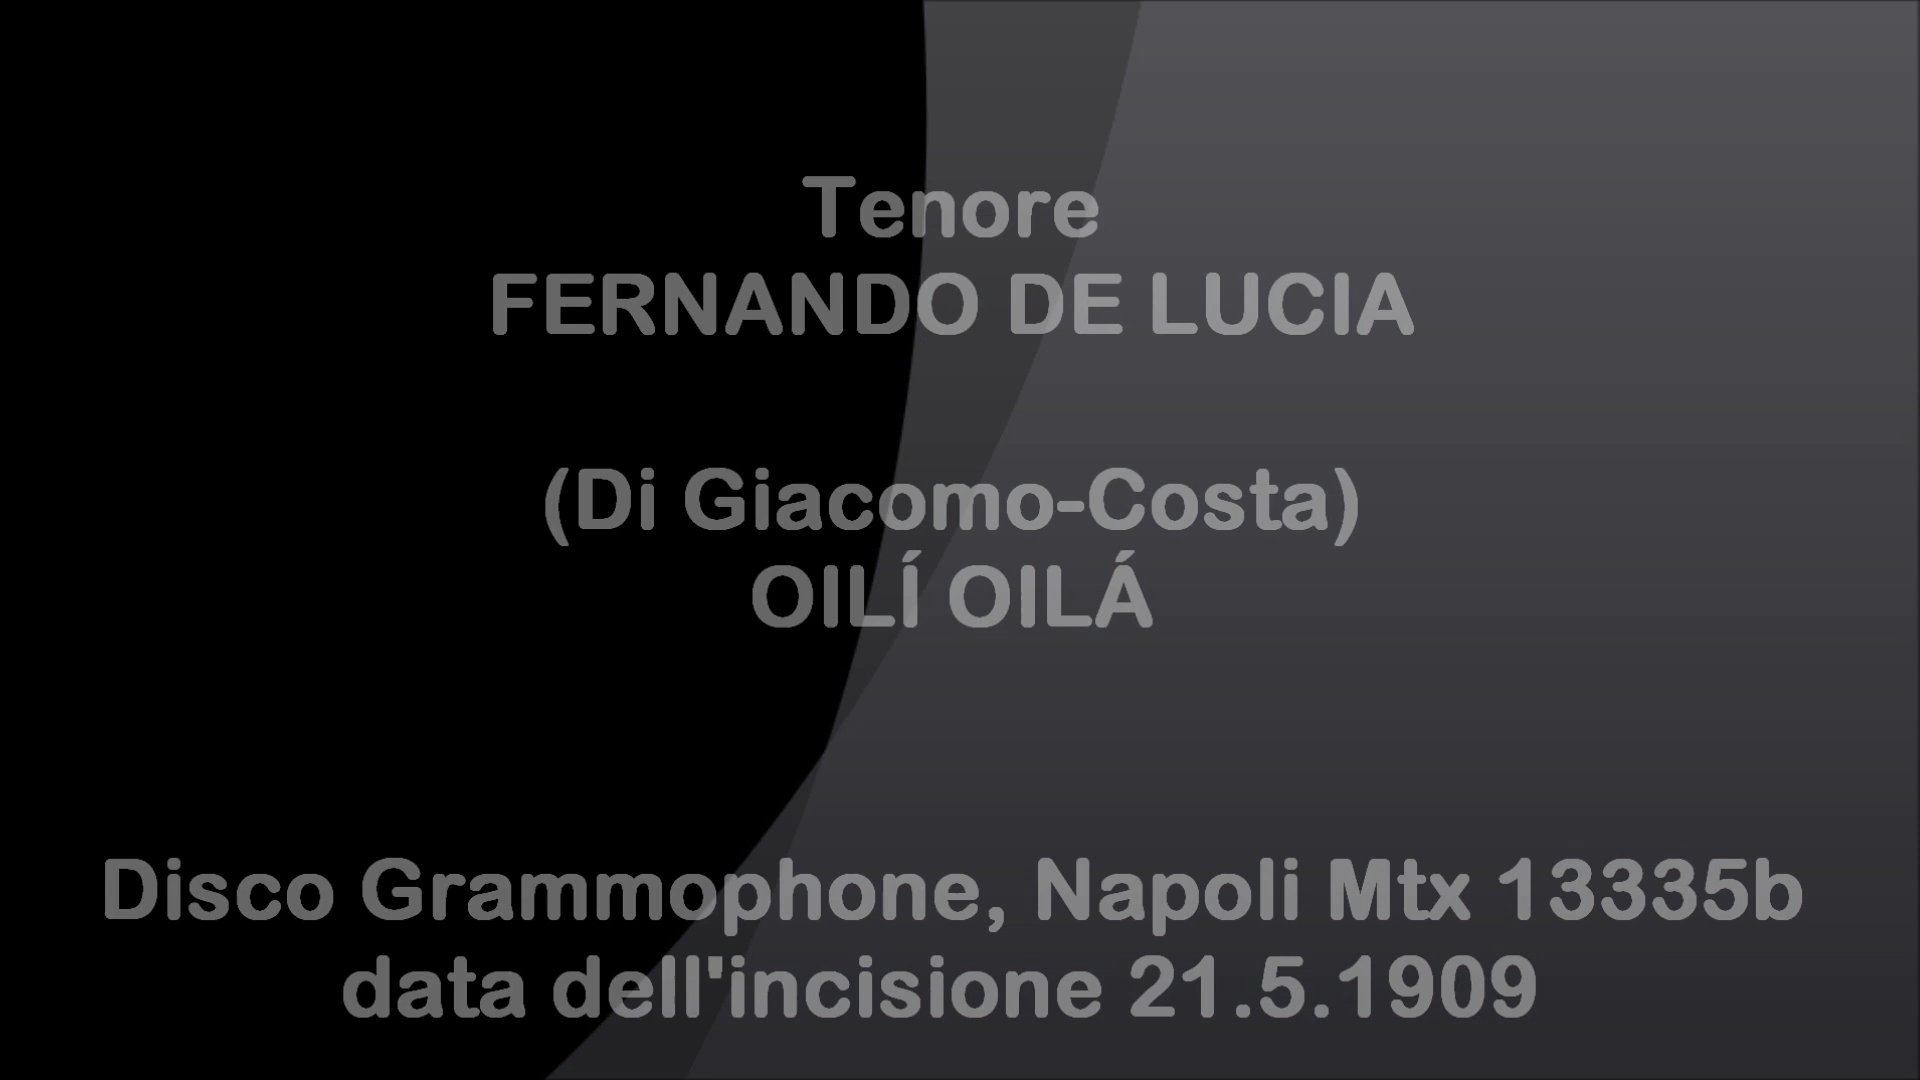 Tenore
FERNANDO DE LUCIA
(Di Giacomo-Costa)
OILÍ OILÁ
Disco Grammophone, Napoli Mtx 13335b
data dell'incisione 21.5.1909